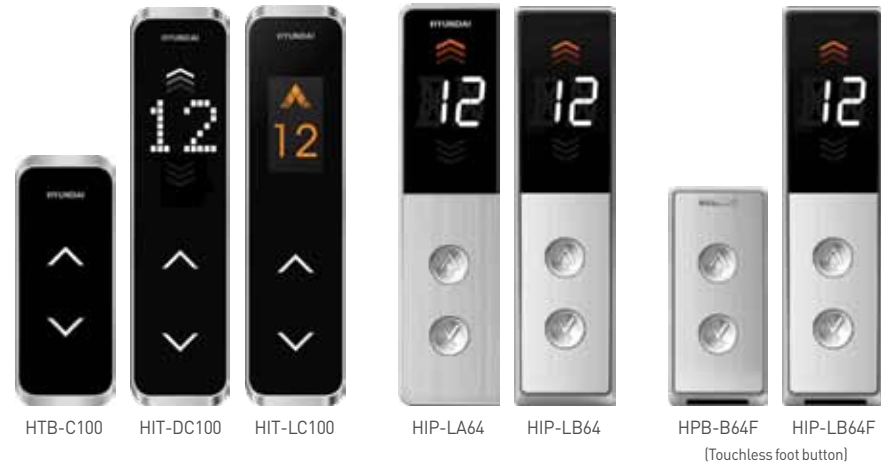 HYUNDAI
12
HYUNDAI
12
HYUNDAI
HYUNDAI
12
12
12
HTB-C100
HIT-DC100
HIT-LC100
HIP-LA64
HIP-LB64
HPB-B64F
HIP-LB64F
(Touchless foot button)